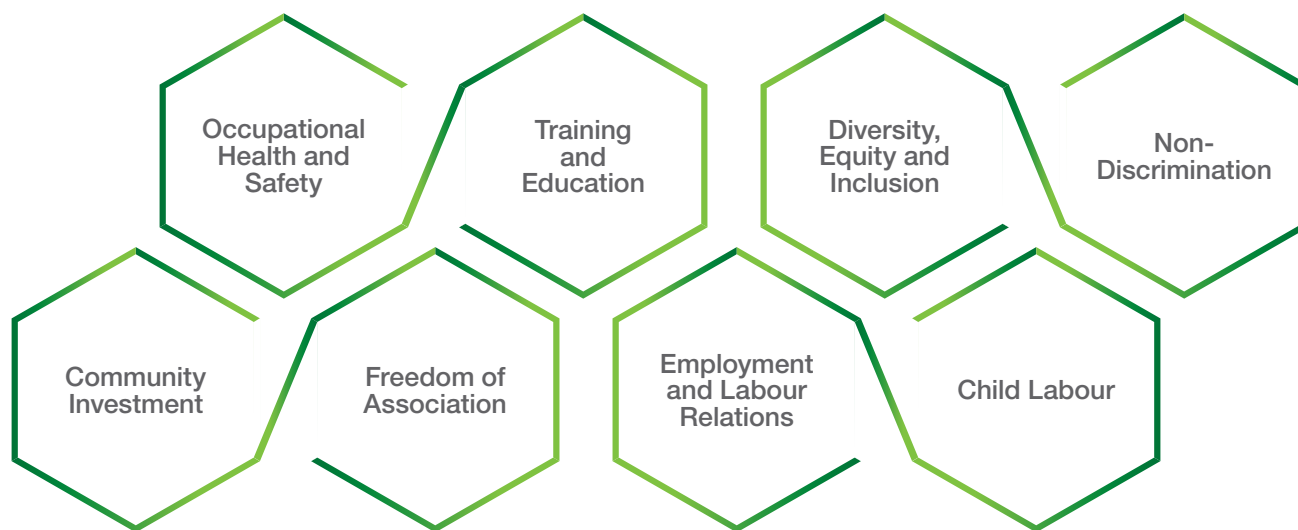 Occupational
Health and
Safety
Training
and
Education
Diversity,
Equity and
Inclusion
Non-
Discrimination
Community
Investment
Freedom of
Association
Employment
and Labour
Relations
Child Labour